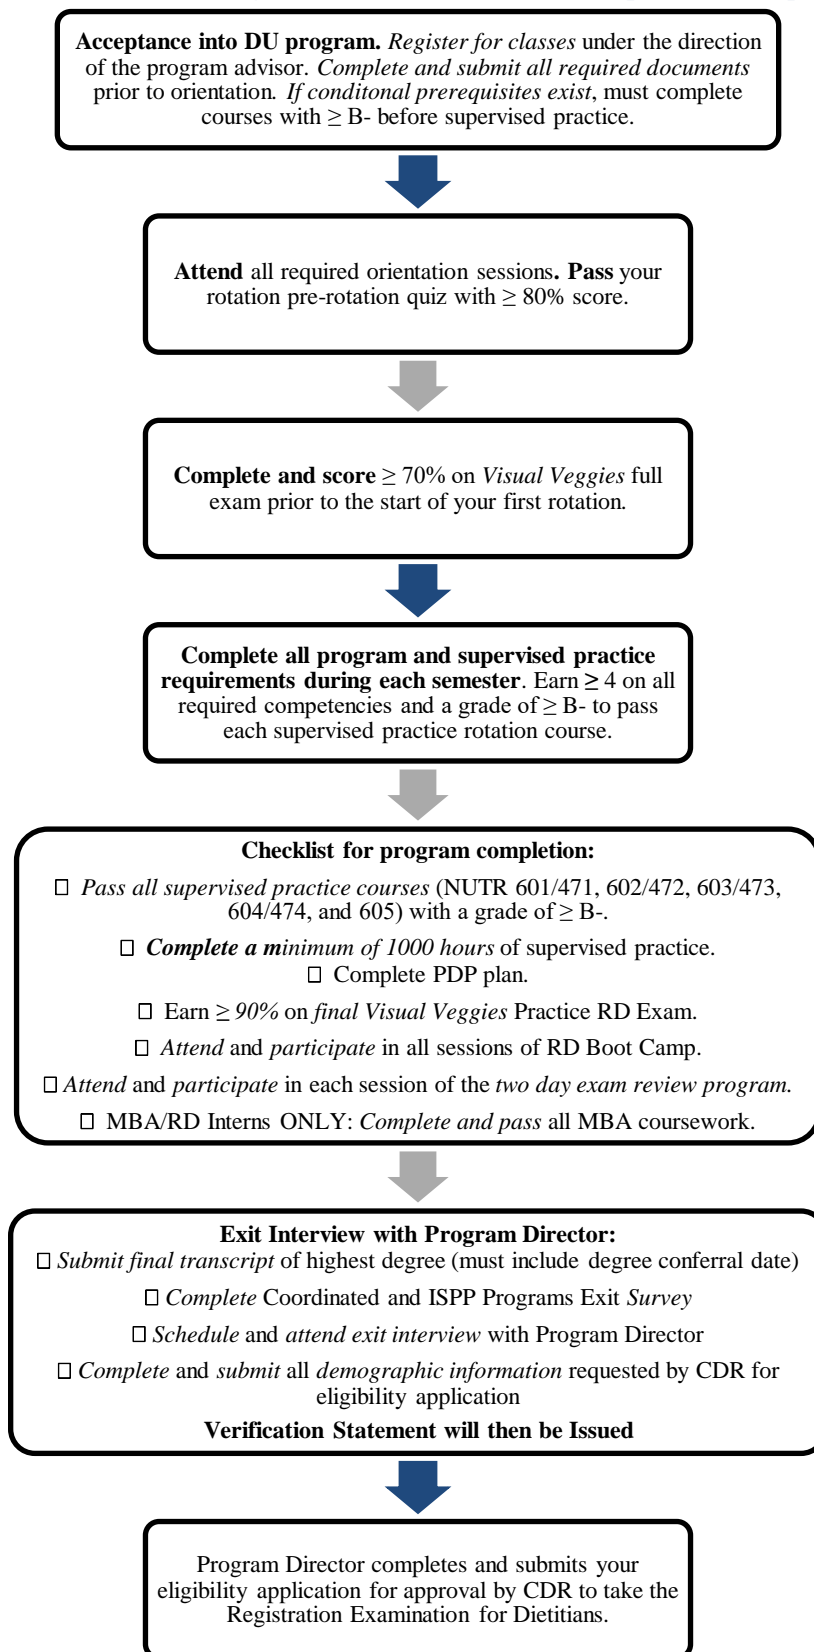 Acceptance into DU program. Register for classes under the direction
of the program advisor. Complete and submit all required documents
prior to orientation. If conditonal prerequisites exist, must complete
courses with ≥ B- before supervised practice.
Attend all required orientation sessions. Pass your
rotation pre-rotation quiz with ≥ 80% score.
Complete and score ≥ 70% on Visual Veggies full
exam prior to the start of your first rotation.
Complete all program and supervised practice
requirements during each semester. Earn ≥ 4 on all
required competencies and a grade of ≥ B- to pass
each supervised practice rotation course.
Checklist for program completion:
□ Pass all supervised practice courses (NUTR 601/471, 602/472, 603/473,
604/474, and 605) with a grade of ≥ B-.
□ Complete a minimum of 1000 hours of supervised practice.
□ Complete PDP plan.
□ Earn ≥ 90% on final Visual Veggies Practice RD Exam.
□ Attend and participate in all sessions of RD Boot Camp.
□ Attend and participate in each session of the two day exam review program.
□ MBA/RD Interns ONLY: Complete and pass all MBA coursework.
Exit Interview with Program Director:
□ Submit final transcript of highest degree (must include degree conferral date)
□ Complete Coordinated and ISPP Programs Exit Survey
□ Schedule and attend exit interview with Program Director
□ Complete and submit all demographic information requested by CDR for
eligibility application
Verification Statement will then be Issued
Program Director completes and submits your
eligibility application for approval by CDR to take the
Registration Examination for Dietitians.